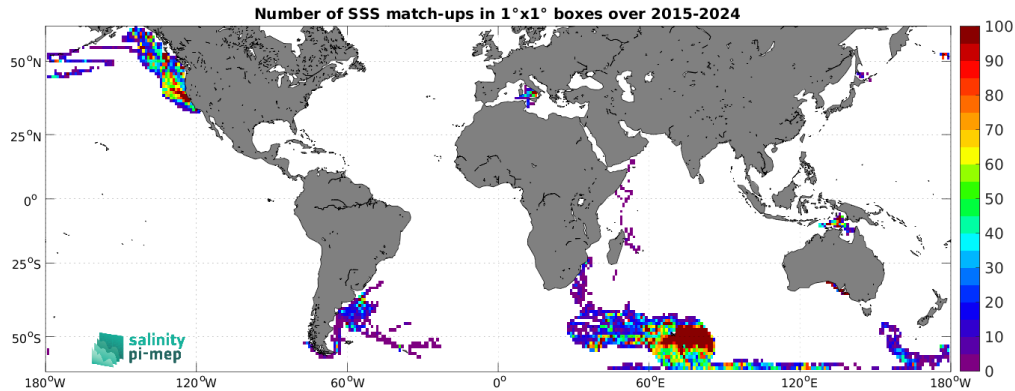 Number of SSS match-ups in 1°x1° boxes over 2015-2024
50°N
25°N
0°
25°S
50°S
180°W
120°W
60°W
0°
60°E
120°E
180°W
100
90
80
70
60
50
40
30
20
10
0
salinity
pi-mep